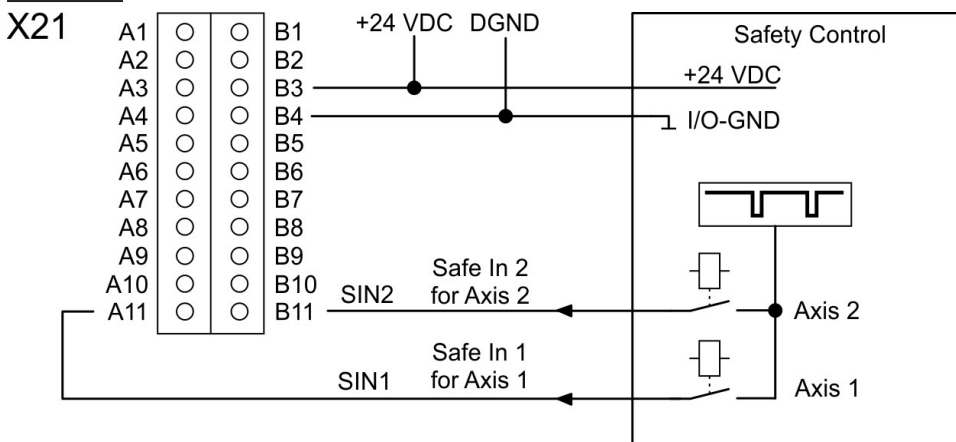 X21
A1 B1
A2 B2
A3 B3
A4 B4
A5 B5
A6 B6
A7 B7
A8 B8
A9 B9
A10 B10
A11 B11
+24 VDC DGND
Safety Control
+24 VDC
I/O-GND
Safe In 2
for Axis 2
SIN2
Axis 2
Safe In 1
for Axis 1
SIN1
Axis 1